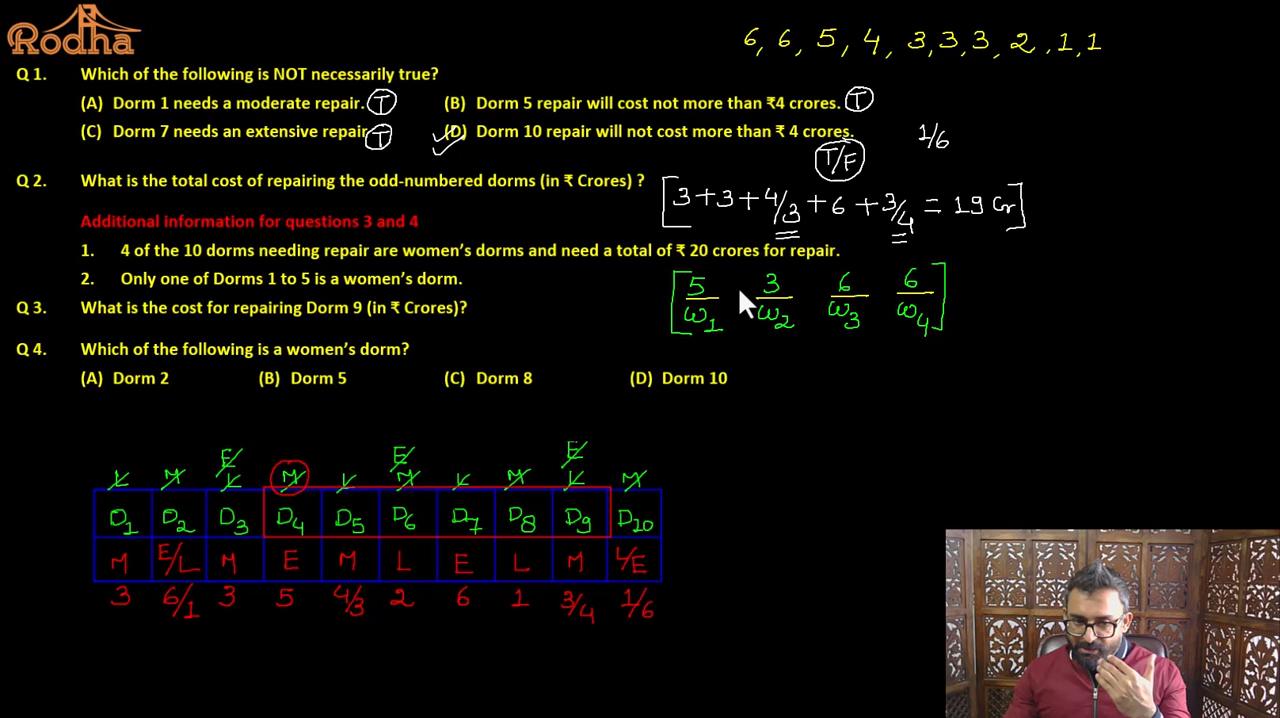 Rodha
6, 6, 5, 4, 3, 3, 3, 2, 1, 1
Q 1. Which of the following is NOT necessarily true?
(A) Dorm 1 needs a moderate repair. T (B) Dorm 5 repair will cost not more than ₹4 crores. T
(C) Dorm 7 needs an extensive repair T (D) Dorm 10 repair will not cost more than ₹ 4 crores. 1/6
T/F
Q 2. What is the total cost of repairing the odd-numbered dorms (in ₹ Crores) ? [3+3+4/3+6+3/4 = 19 Cr]
Additional information for questions 3 and 4
1. 4 of the 10 dorms needing repair are women’s dorms and need a total of ₹ 20 crores for repair.
2. Only one of Dorms 1 to 5 is a women’s dorm. 5 3 6 6
Q 3. What is the cost for repairing Dorm 9 (in ₹ Crores)? W1 W2 W3 W4
Q 4. Which of the following is a women’s dorm?
(A) Dorm 2 (B) Dorm 5 (C) Dorm 8 (D) Dorm 10
E/ E/ E/
L M L M L M L M L M
D1 D2 D3 D4 D5 D6 D7 D8 D9 D10
M E/L M E M L E L M L/E
3 6/1 3 5 4/3 2 6 1 3/4 1/6